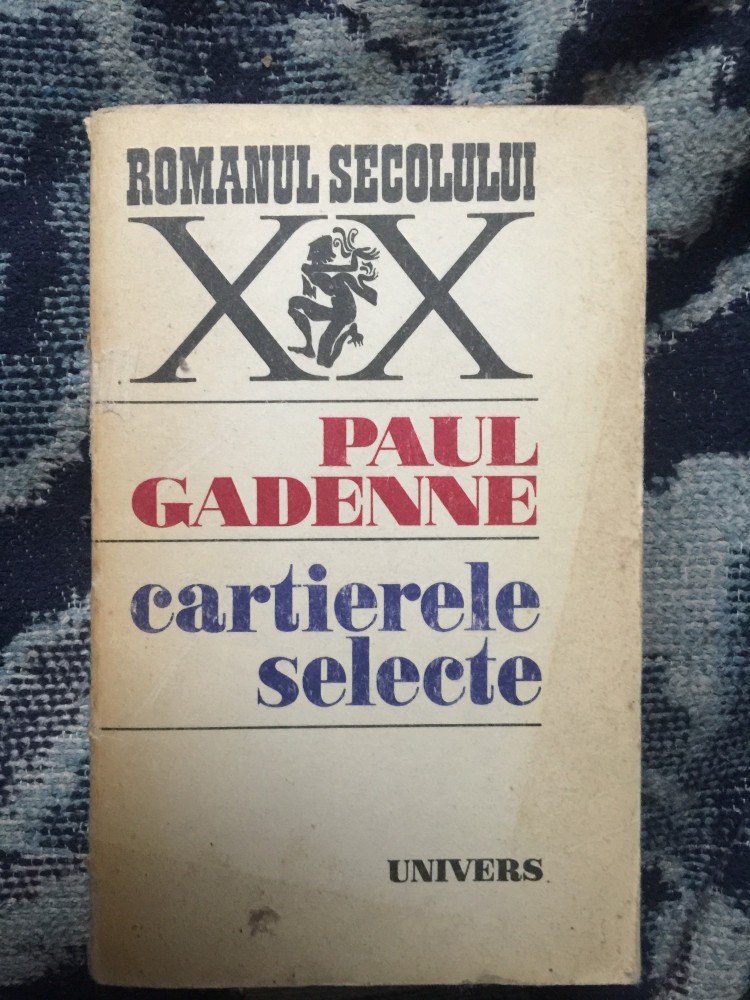 ROMANUL SECOLULUI
XX
PAUL
GADENNE
cartierele
selecte
UNIVERS